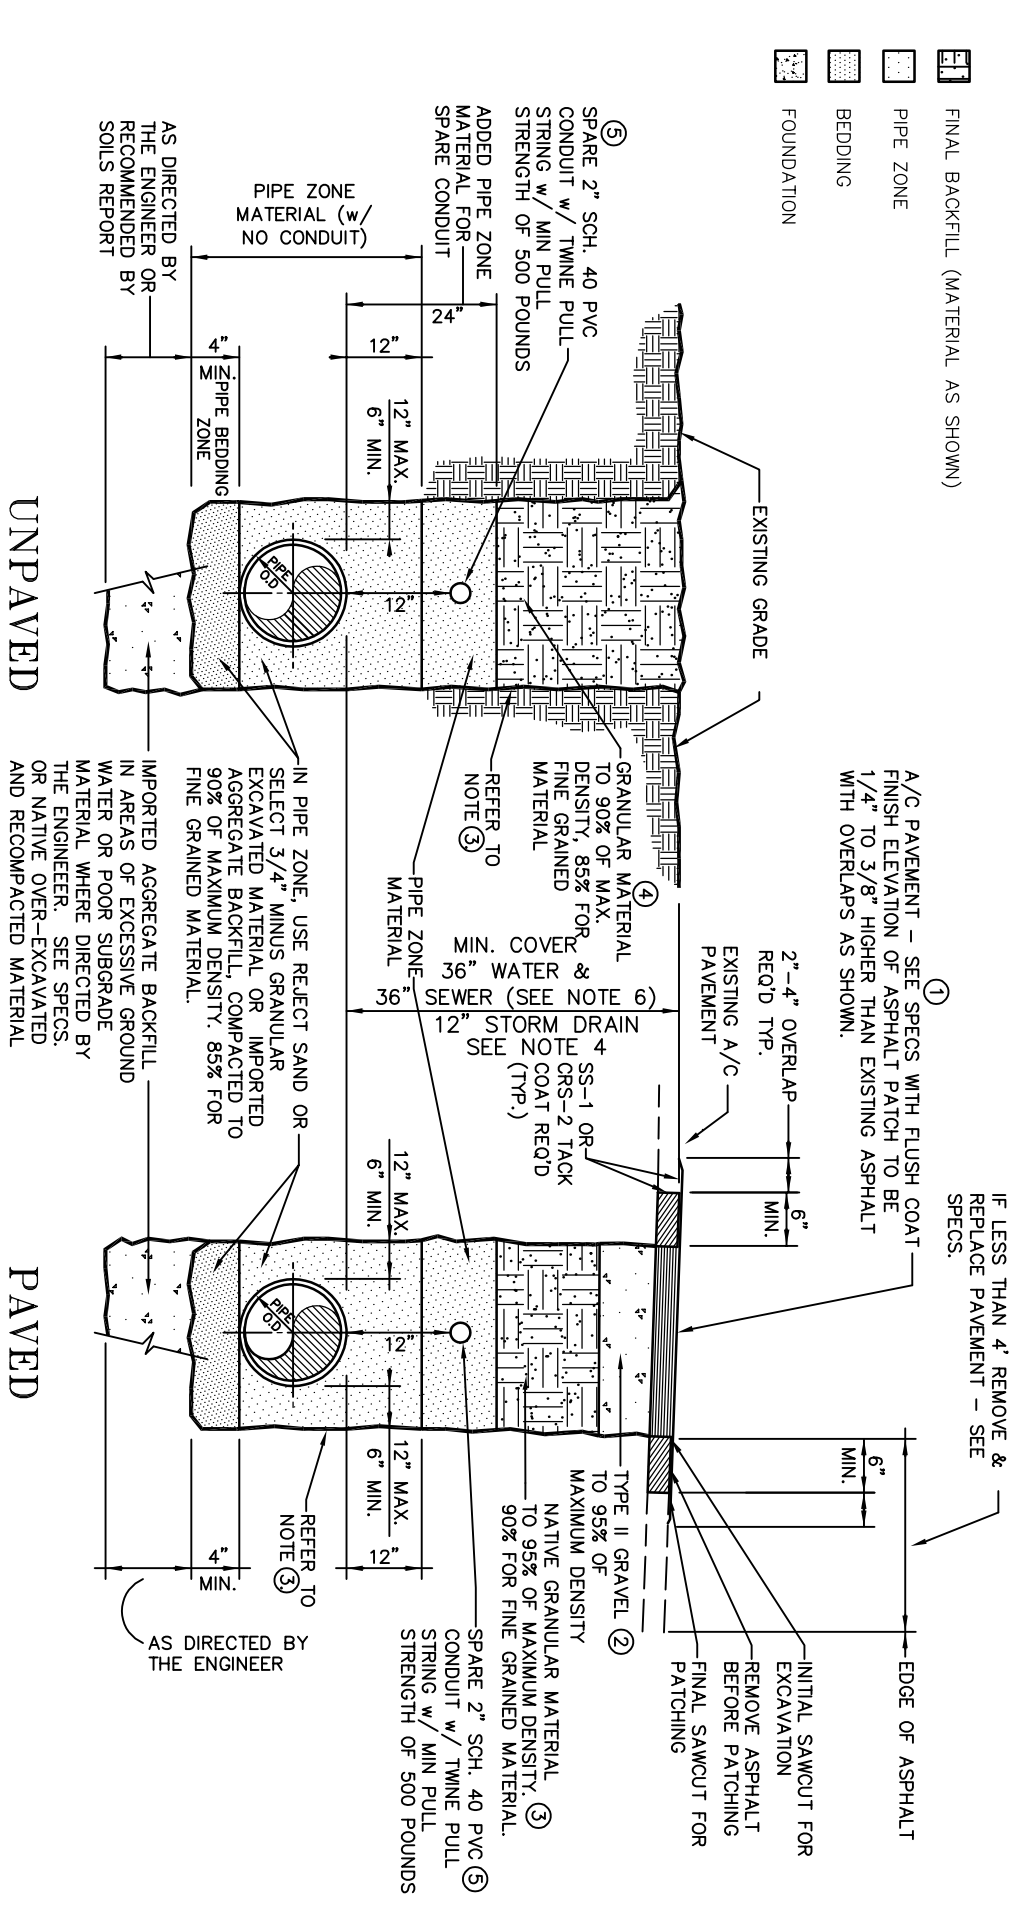 FINAL BACKFILL (MATERIAL AS SHOWN)
PIPE ZONE
BEDDING
FOUNDATION
5
SPARE 2" SCH. 40 PVC
CONDUIT w/ TWINE PULL
STRING w/ MIN PULL
STRENGTH OF 500 POUNDS
ADDED PIPE ZONE
MATERIAL FOR
SPARE CONDUIT
PIPE ZONE
MATERIAL (w/
NO CONDUIT)
AS DIRECTED BY
THE ENGINEER OR
RECOMMENDED BY
SOILS REPORT
24"
12"
4"
MIN.
PIPE BEDDING
ZONE
12" MAX.
6" MIN.
PIPE
O.D
12"
EXISTING GRADE
GRANULAR MATERIAL 4
TO 90% OF MAX.
DENSITY, 85% FOR
FINE GRAINED
MATERIAL
REFER TO
NOTE 3
PIPE ZONE
MATERIAL
IN PIPE ZONE, USE REJECT SAND OR
SELECT 3/4" MINUS GRANULAR
EXCAVATED MATERIAL OR IMPORTED
AGGREGATE BACKFILL, COMPACTED TO
90% OF MAXIMUM DENSITY. 85% FOR
FINE GRAINED MATERIAL.
IMPORTED AGGREGATE BACKFILL
IN AREAS OF EXCESSIVE GROUND
WATER OR POOR SUBGRADE
MATERIAL WHERE DIRECTED BY
THE ENGINEEER. SEE SPECS.
OR NATIVE OVER-EXCAVATED
AND RECOMPACTED MATERIAL
UNPAVED
MIN. COVER
36" WATER &
36" SEWER (SEE NOTE 6)
12" STORM DRAIN
SEE NOTE 4
1
A/C PAVEMENT - SEE SPECS WITH FLUSH COAT
FINISH ELEVATION OF ASPHALT PATCH TO BE
1/4" TO 3/8" HIGHER THAN EXISTING ASPHALT
WITH OVERLAPS AS SHOWN.
2"-4" OVERLAP
REQ'D TYP.
EXISTING A/C
PAVEMENT
SS-1 OR
CRS-2 TACK
COAT REQ'D
(TYP.)
6"
MIN.
IF LESS THAN 4' REMOVE &
REPLACE PAVEMENT - SEE
SPECS.
6"
MIN.
12" MAX.
6" MIN.
PIPE
O.D.
12"
12" MAX.
6" MIN.
12"
4"
MIN.
EDGE OF ASPHALT
INITIAL SAWCUT FOR
EXCAVATION
REMOVE ASPHALT
BEFORE PATCHING
FINAL SAWCUT FOR
PATCHING
TYPE II GRAVEL 2
TO 95% OF
MAXIMUM DENSITY
NATIVE GRANULAR MATERIAL
TO 95% OF MAXIMUM DENSITY. 3
90% FOR FINE GRAINED MATERIAL.
SPARE 2" SCH. 40 PVC 5
CONDUIT w/ TWINE PULL
STRING w/ MIN PULL
STRENGTH OF 500 POUNDS
REFER TO
NOTE 3
AS DIRECTED BY
THE ENGINEER
PAVED